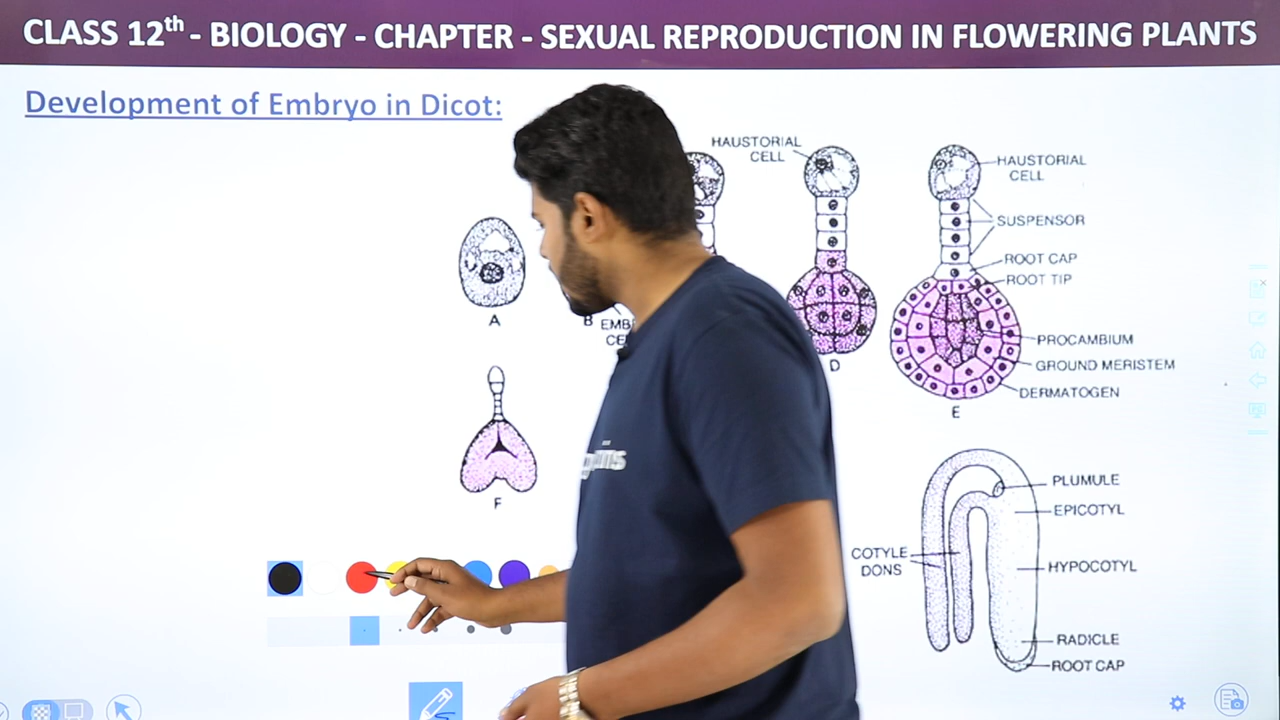 CLASS 12th - BIOLOGY - CHAPTER - SEXUAL REPRODUCTION IN FLOWERING PLANTS
Development of Embryo in Dicot:
HAUSTORIAL
CELL
HAUSTORIAL
CELL
SUSPENSOR
ROOT CAP
ROOT TIP
A
B
PROCAMBIUM
GROUND MERISTEM
D
DERMATOGEN
E
PLUMULE
F
EPICOTYL
COTYLE
DONS
HYPOCOTYL
RADICLE
ROOT CAP